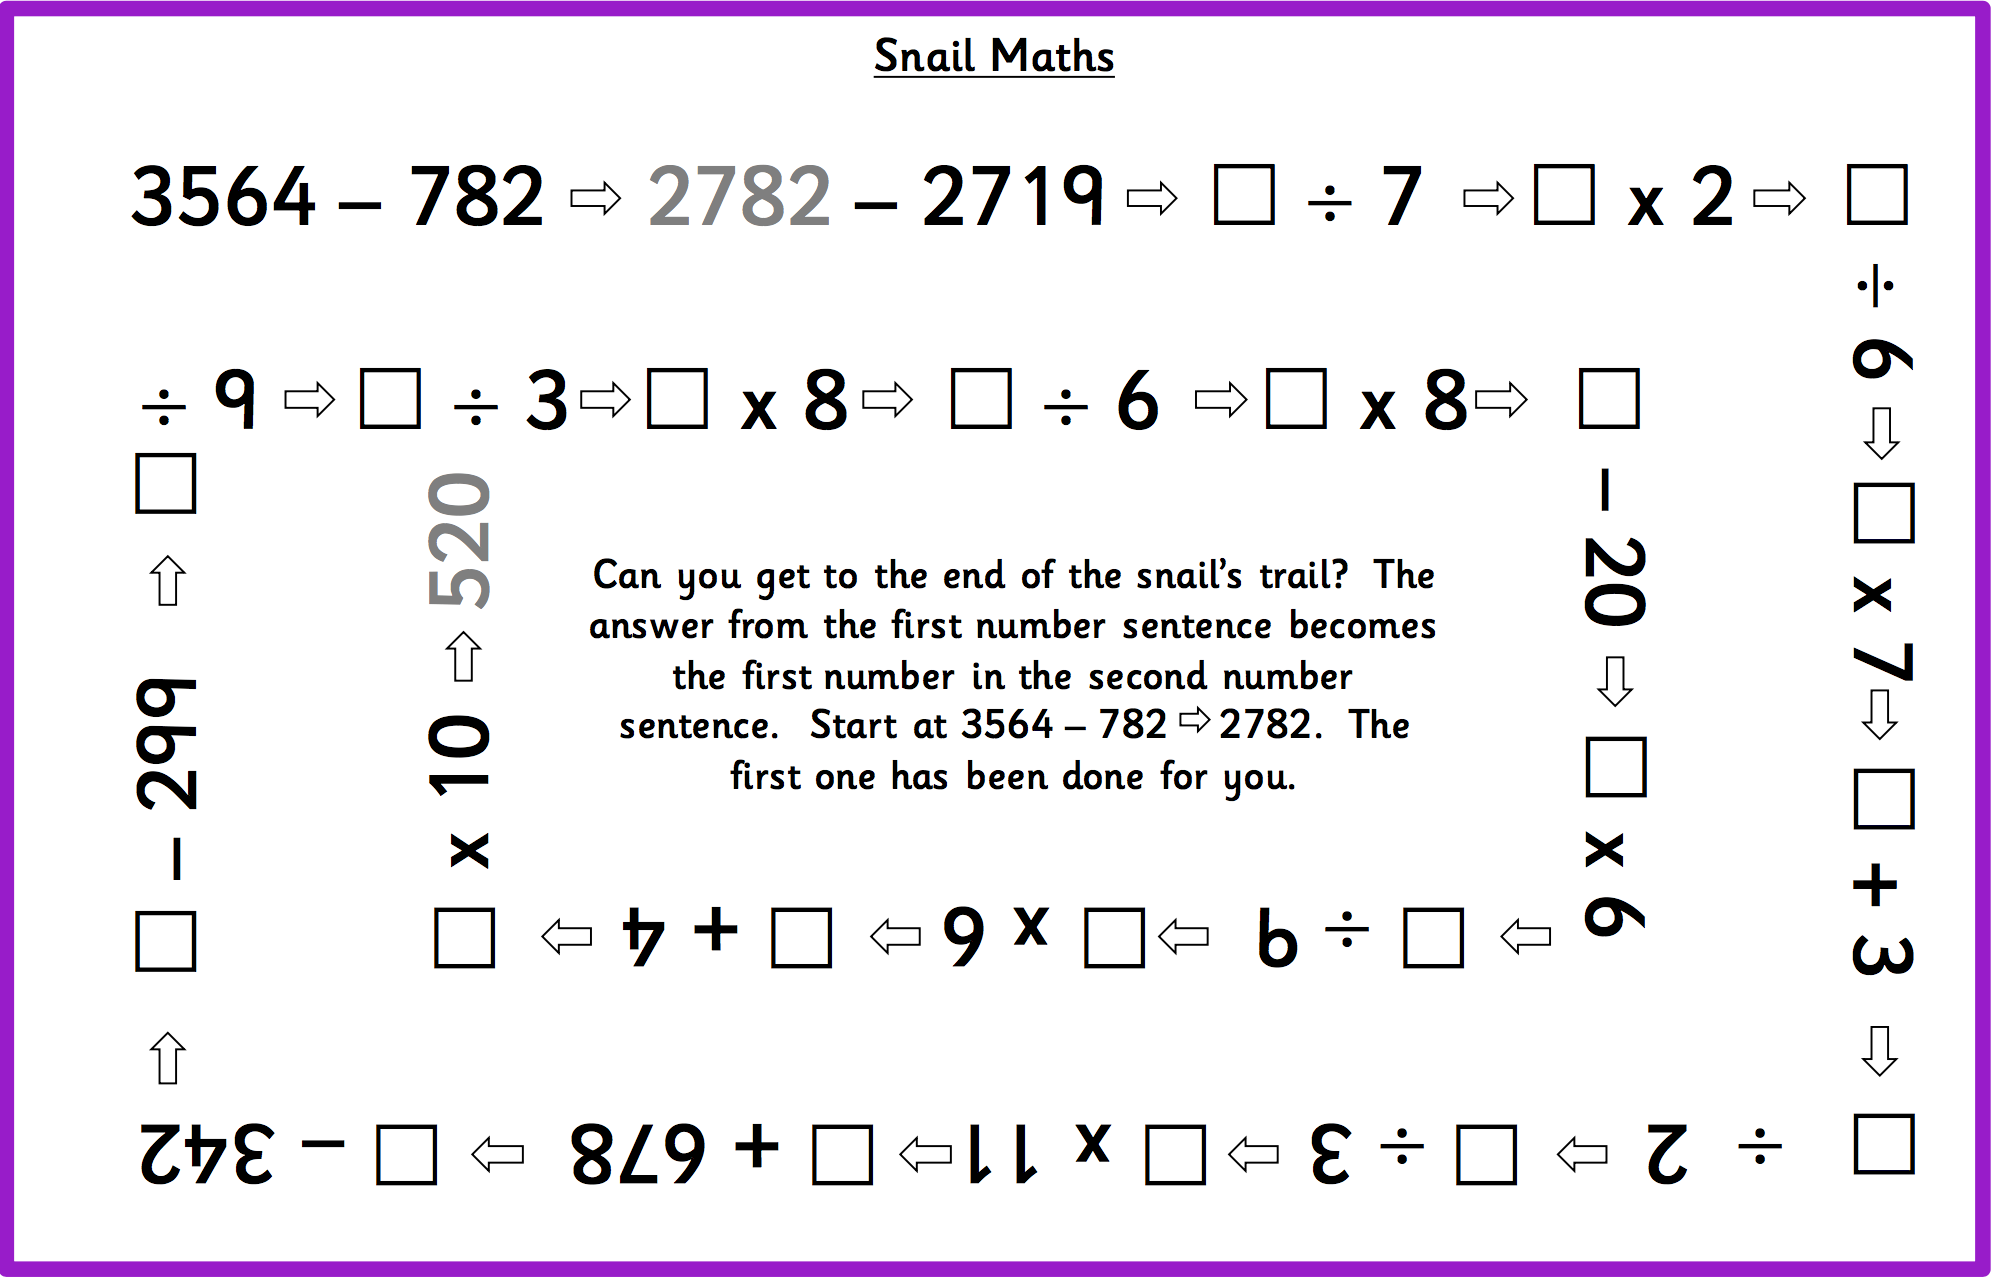 Snail Maths
3564 – 782 ⇨ 2782 – 2719 ⇨ □ ÷ 7 ⇨ □ x 2 ⇨ □
÷ 6 ⇨ □ x 7 ⇨ □ + 3 ⇨ □
÷ 2 ⇨ □ ÷ 3 ⇨ □ x 11 ⇨ □ + 678 ⇨ □ – 342
⇨ □ – 299 ⇨ □
÷ 9 ⇨ □ ÷ 3 ⇨ □ x 8 ⇨ □ ÷ 6 ⇨ □ x 8 ⇨ □
– 20 ⇨ □ x 6
⇨ □ ÷ 9 ⇨ □ x 6 ⇨ □ + 4 ⇨ □
x 10 ⇨ 520
Can you get to the end of the snail’s trail? The
answer from the first number sentence becomes
the first number in the second number
sentence. Start at 3564 – 782 ⇨ 2782. The
first one has been done for you.